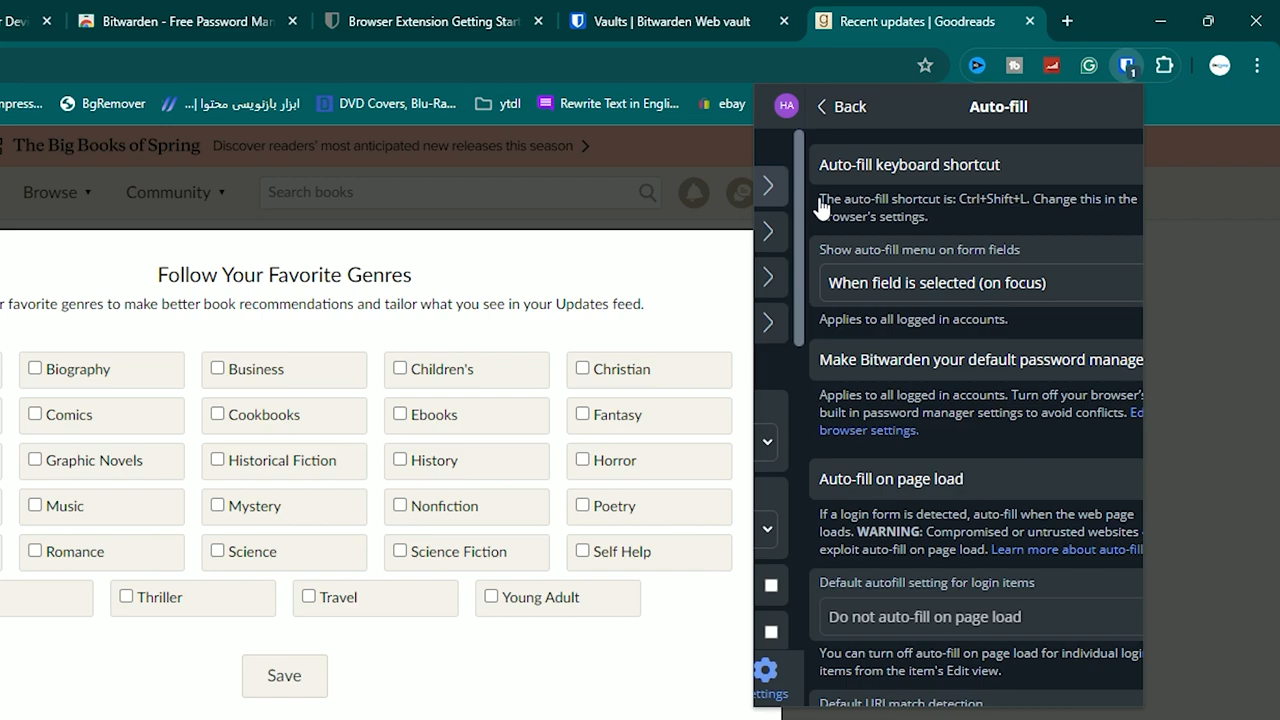 r Dev
Bitwarden - Free Password Man
Browser Extension Getting Star
Vaults | Bitwarden Web vault
Recent updates | Goodreads
npress...
BgRemover
ابزار بازنویسی محتوا |...
DVD Covers, Blu-Ra...
ytdl
Rewrite Text in Engli...
ebay
The Big Books of Spring
Discover readers' most anticipated new releases this season
Browse
Community
Search books
Follow Your Favorite Genres
r favorite genres to make better book recommendations and tailor what you see in your Updates feed.
Biography
Business
Children's
Christian
Comics
Cookbooks
Ebooks
Fantasy
Graphic Novels
Historical Fiction
History
Horror
Music
Mystery
Nonfiction
Poetry
Romance
Science
Science Fiction
Self Help
Thriller
Travel
Young Adult
Save
HA
Back
Auto-fill
Auto-fill keyboard shortcut
The auto-fill shortcut is: Ctrl+Shift+L. Change this in the
rowser's settings.
Show auto-fill menu on form fields
When field is selected (on focus)
Applies to all logged in accounts.
Make Bitwarden your default password manage
Applies to all logged in accounts. Turn off your browser's
built in password manager settings to avoid conflicts. Ed
browser settings.
Auto-fill on page load
If a login form is detected, auto-fill when the web page
loads. WARNING: Compromised or untrusted websites
exploit auto-fill on page load. Learn more about auto-fill
Default autofill setting for login items
Do not auto-fill on page load
You can turn off auto-fill on page load for individual logi
items from the item's Edit view.
Default URI match detection
ettings
1